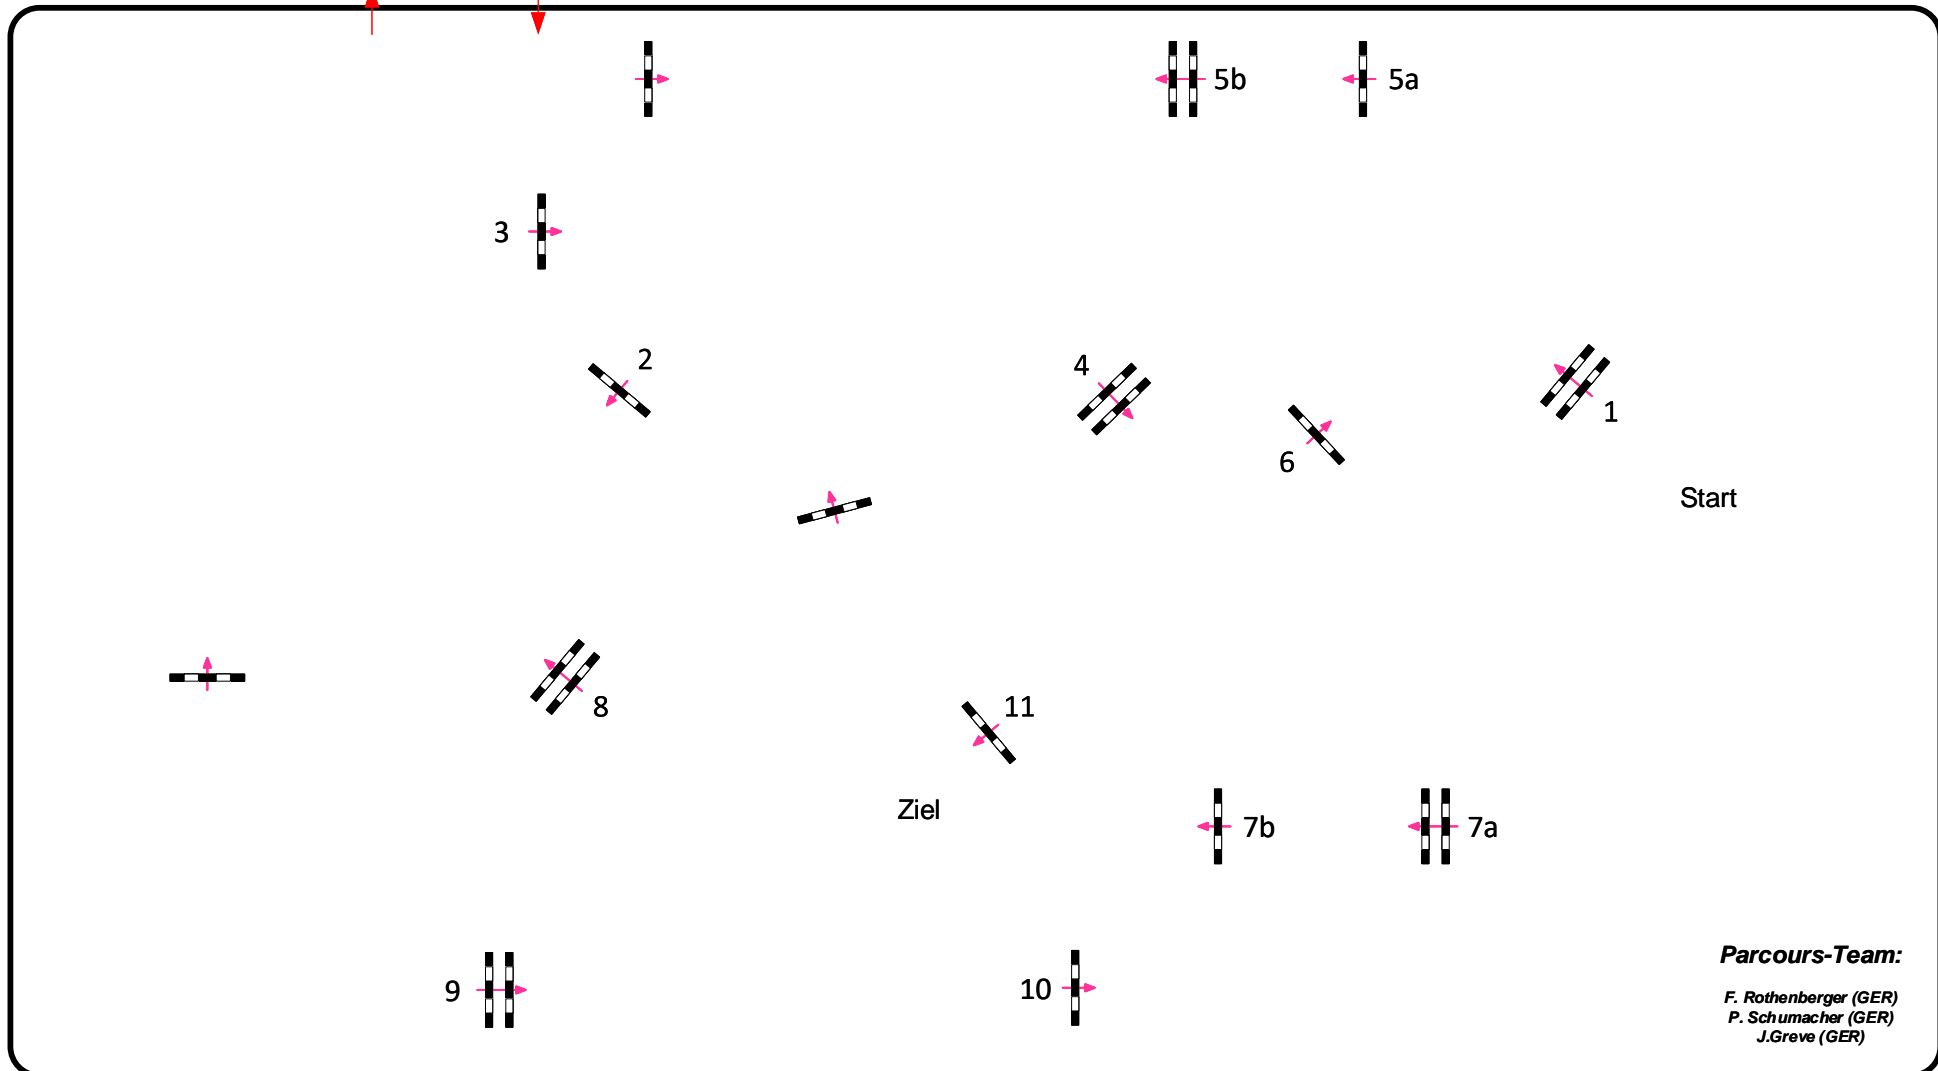 5b
5a
3
2
4
1
6
Start
8
11
Ziel
7b
7a
9
10
Parcours-Team:
F. Rothenberger (GER)
P. Schumacher (GER)
J.Greve (GER)